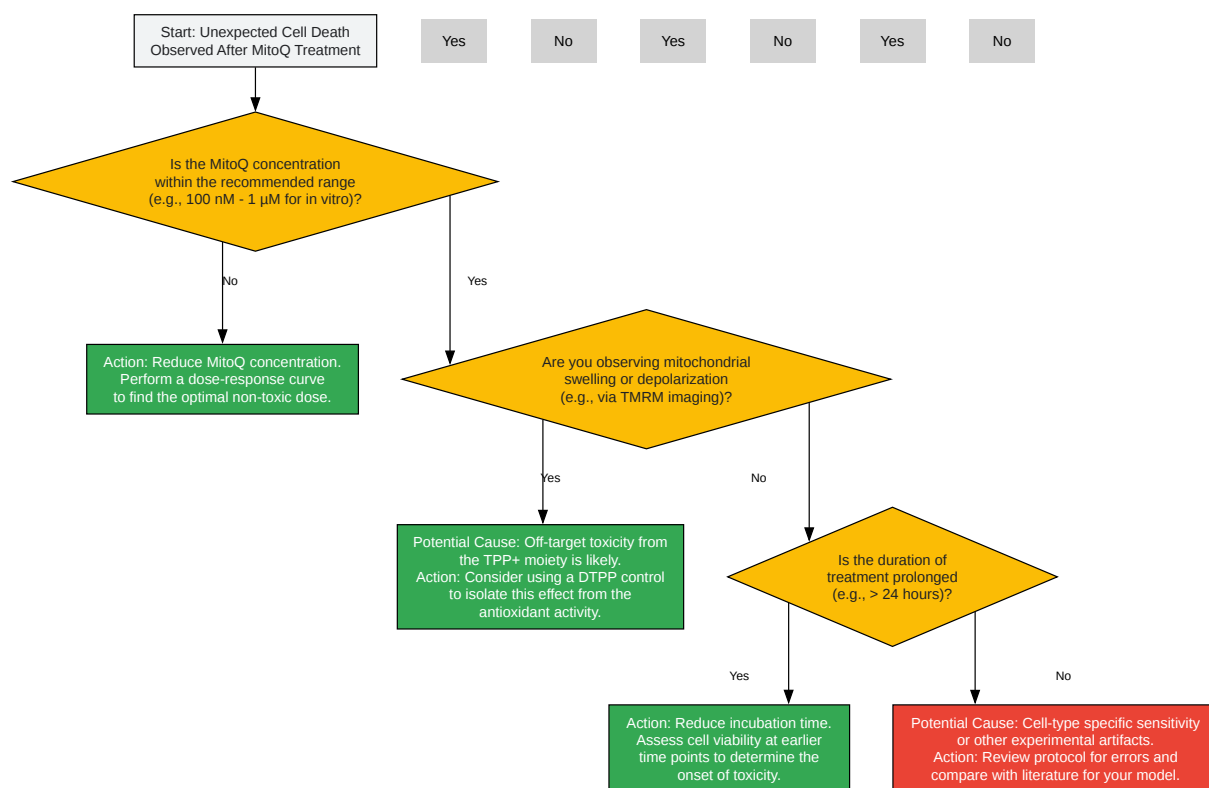 Start: Unexpected Cell Death
Observed After MitoQ Treatment
Yes
No
Yes
No
Yes
No
Is the MitoQ concentration
within the recommended range
(e.g., 100 nM - 1 µM for in vitro)?
No
Yes
Action: Reduce MitoQ concentration.
Perform a dose-response curve
to find the optimal non-toxic dose.
Are you observing mitochondrial
swelling or depolarization
(e.g., via TMRM imaging)?
Yes
No
Potential Cause: Off-target toxicity from
the TPP+ moiety is likely.
Action: Consider using a DTPP control
to isolate this effect from the
antioxidant activity.
Is the duration of
treatment prolonged
(e.g., > 24 hours)?
Yes
No
Action: Reduce incubation time.
Assess cell viability at earlier
time points to determine the
onset of toxicity.
Potential Cause: Cell-type specific sensitivity
or other experimental artifacts.
Action: Review protocol for errors and
compare with literature for your model.